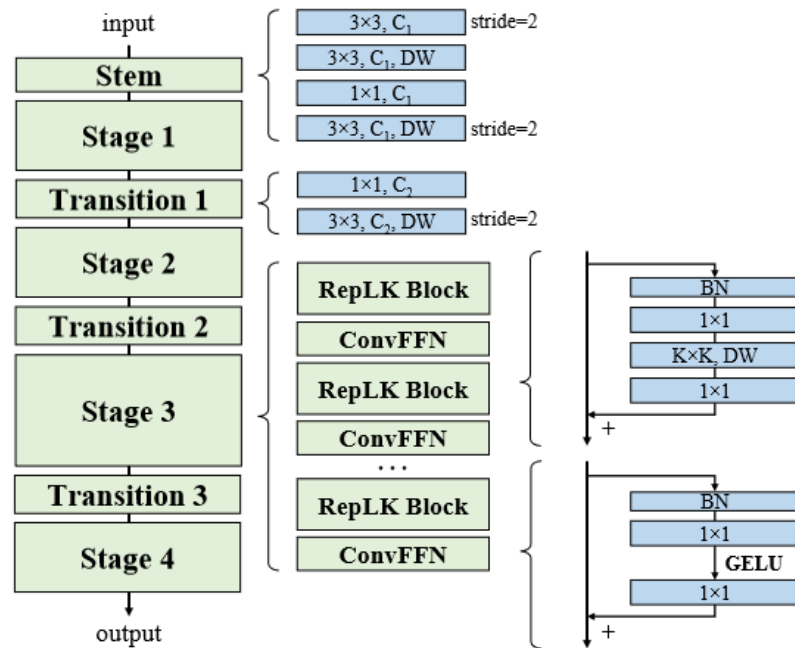 input
Stem
Stage 1
Transition 1
Stage 2
Transition 2
Stage 3
Transition 3
Stage 4
output
3×3, C₁ stride=2
3×3, C₁, DW
1×1, C₁
3×3, C₁, DW stride=2
1×1, C₂
3×3, C₂, DW stride=2
RepLK Block
ConvFFN
RepLK Block
ConvFFN
...
RepLK Block
ConvFFN
BN
1×1
K×K, DW
1×1
+
BN
1×1
GELU
1×1
+